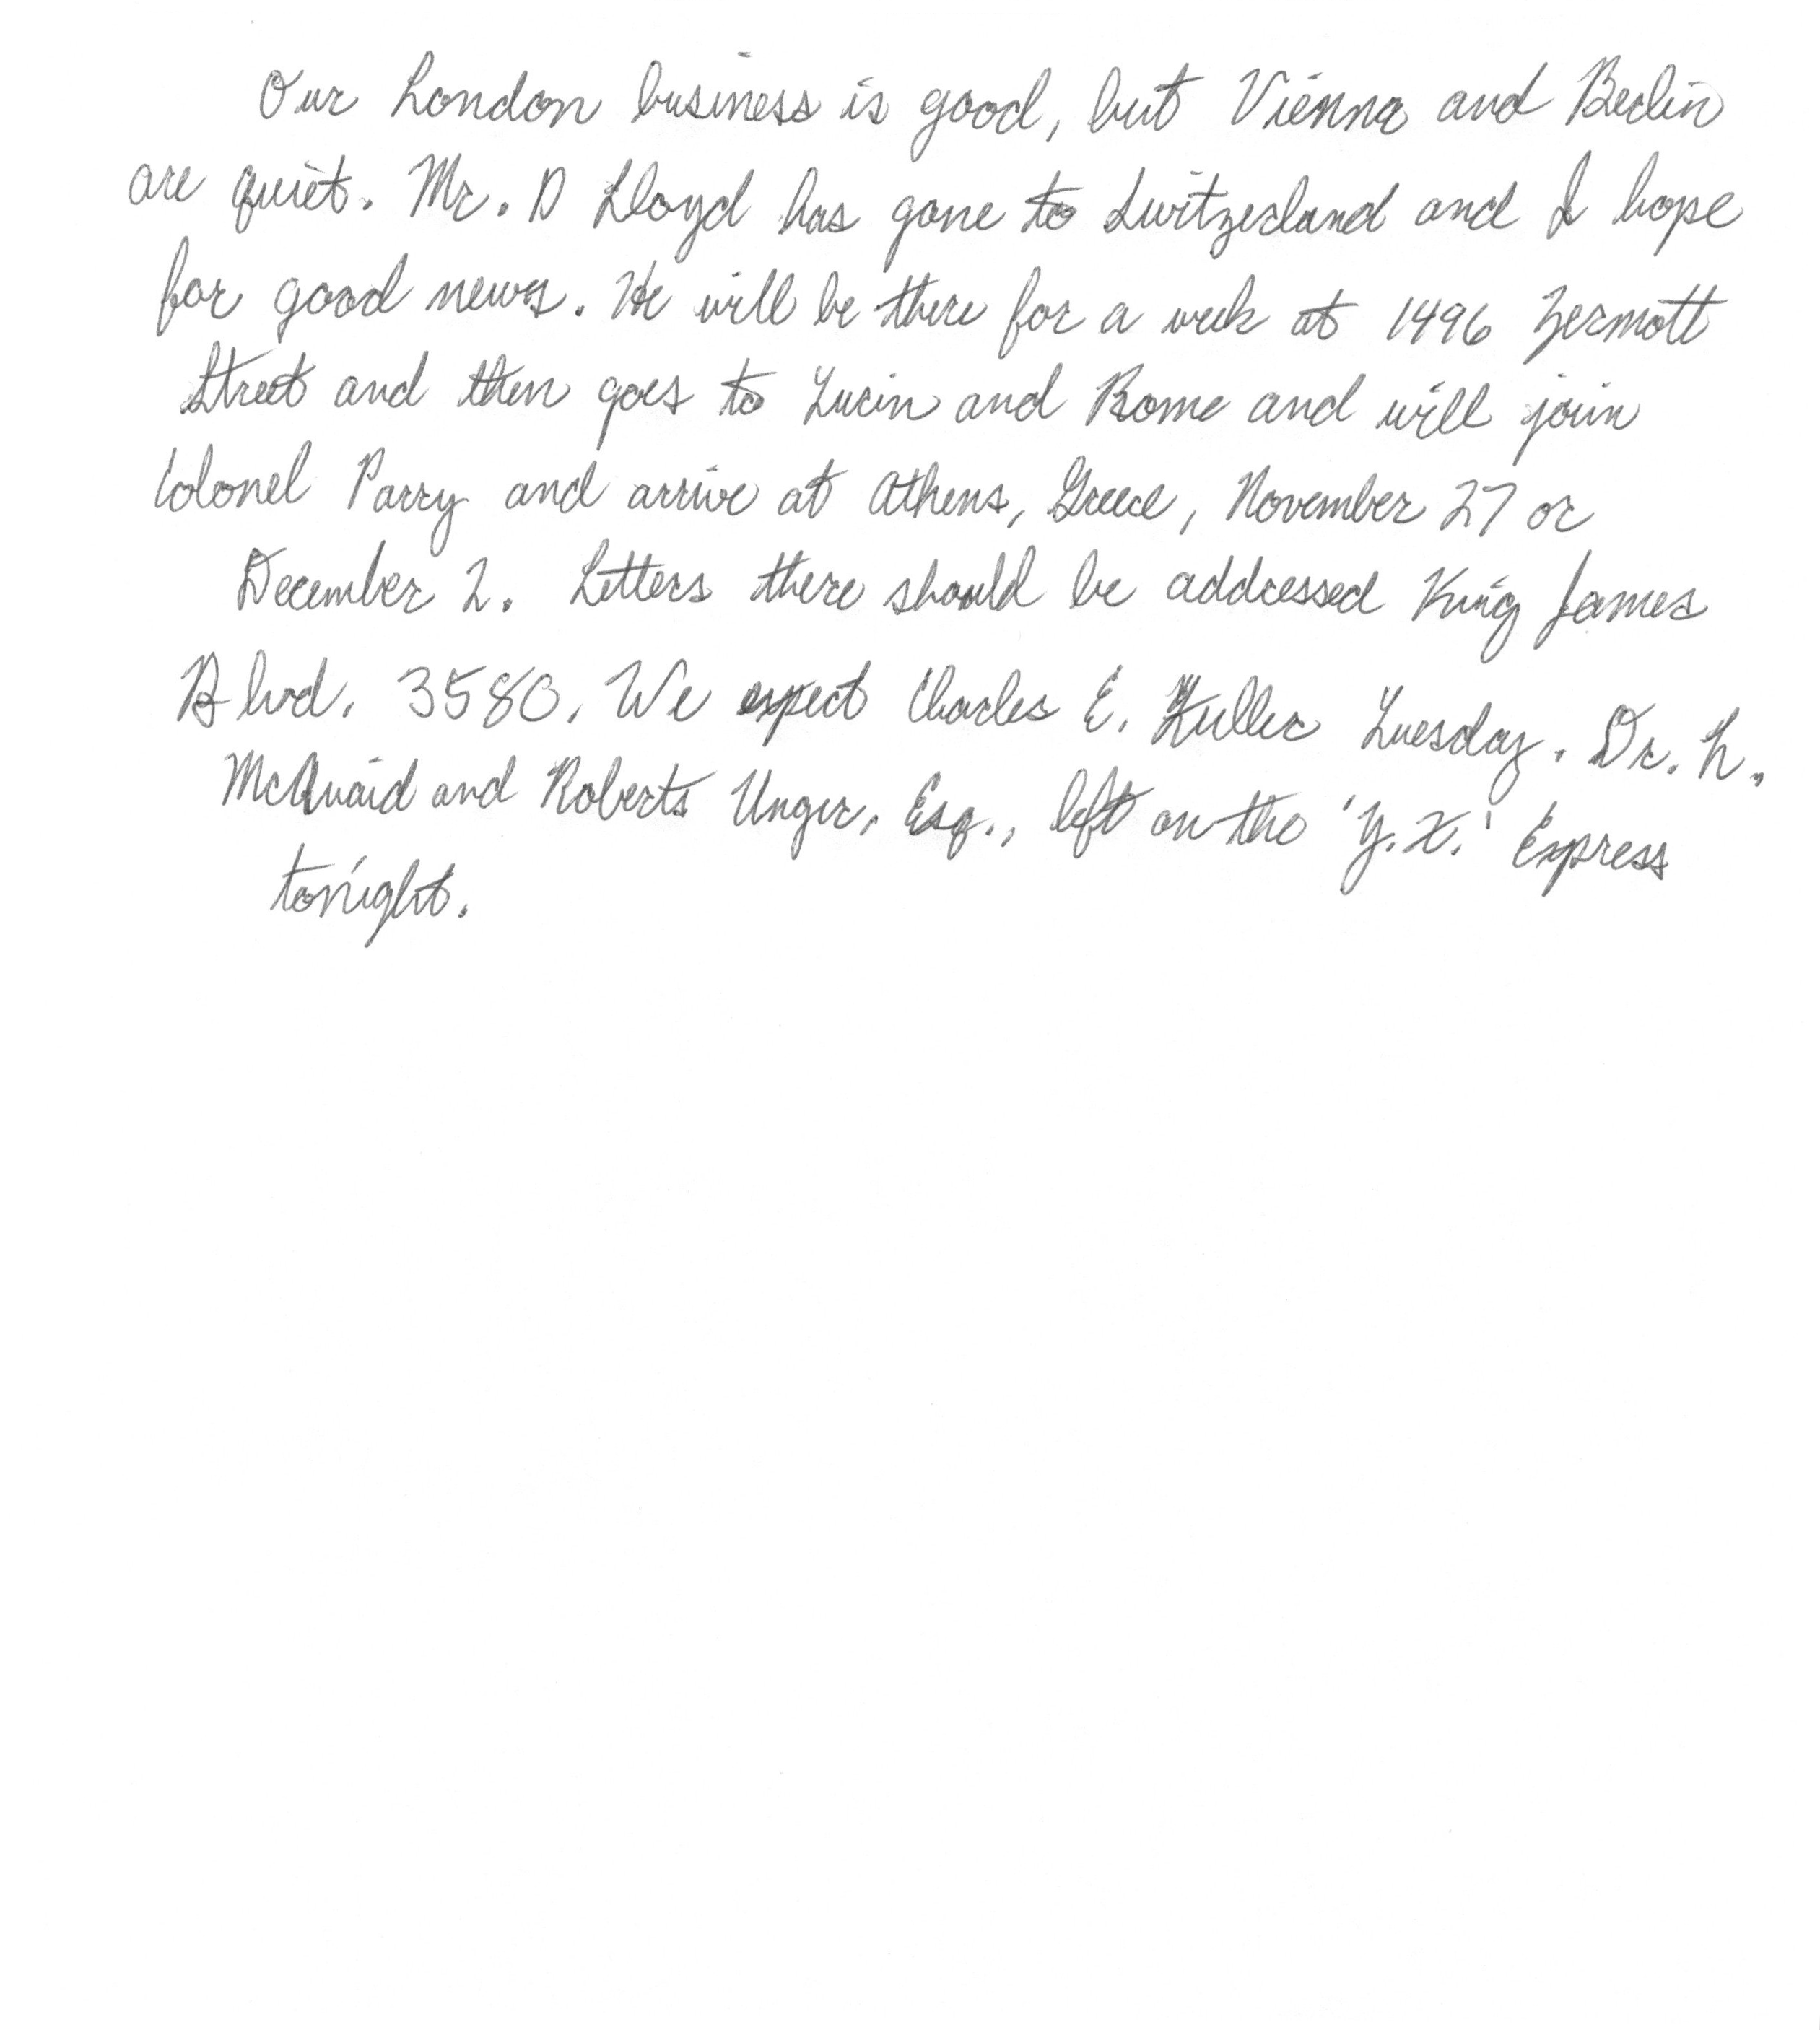 Our London business is good, but Vienna and Berlin
are quiet. Mr. D Lloyd has gone to Switzerland and I hope
for good news. He will be there for a week at 1496 Zermott
Street and then goes to Turin and Rome and will join
Colonel Parry and arrive at Athens, Greece, November 27 or
December 2. Letters there should be addressed King James
Blvd. 3580. We expect Charles E. Fuller Tuesday. Dr. L.
McQuaid and Roberts Unger, Esq., left on the 'Y.X.' Express
tonight.